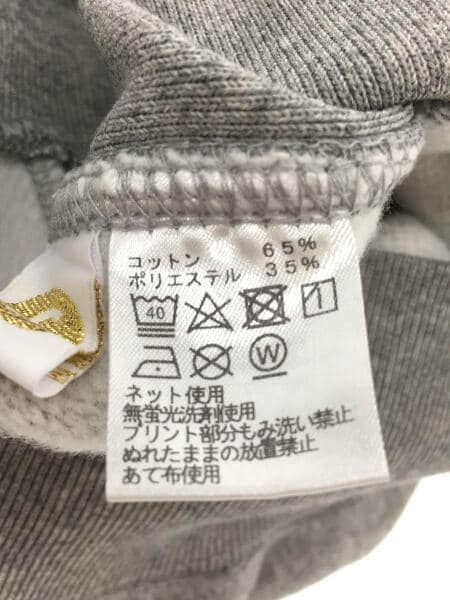 コットン 65%
ポリエステル 35%
40
W
ネット使用
無蛍光洗剤使用
プリント部分もみ洗い禁止
ぬれたままの放置禁止
あて布使用